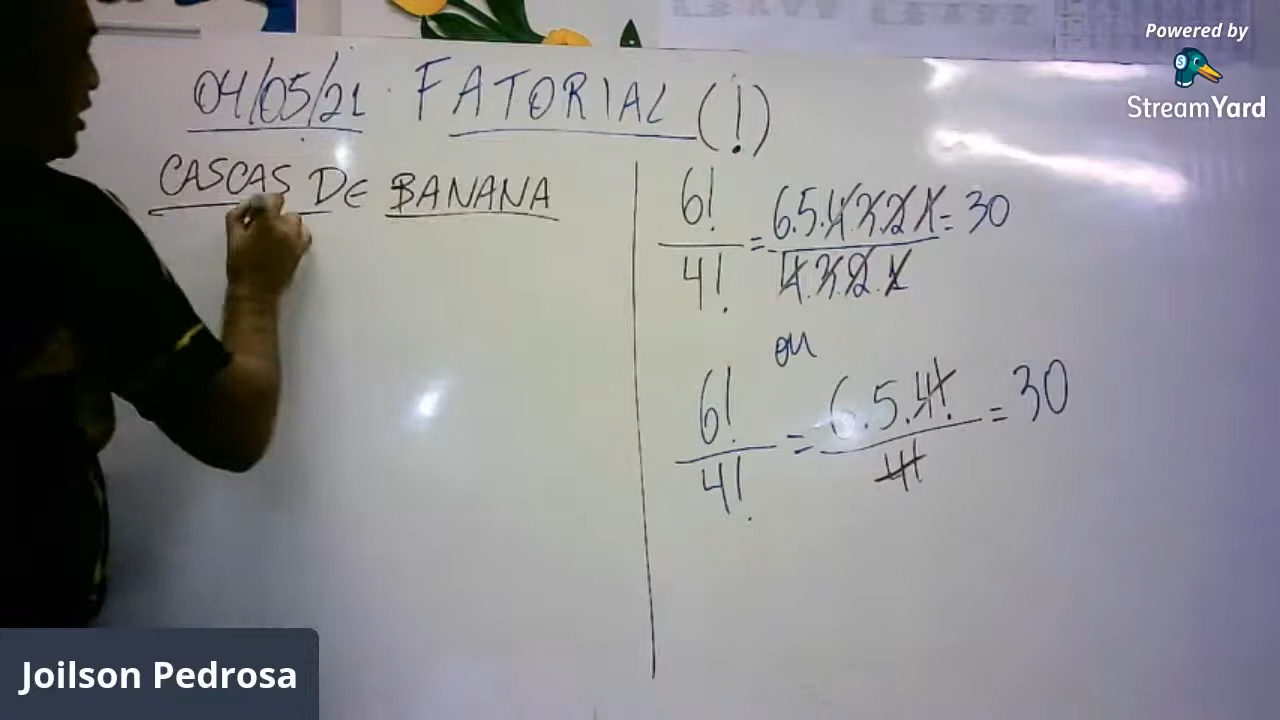 Powered by
StreamYard
04/05/21 FATORIAL (!)
CASCAS DE BANANA
6!/4! = 6.5.4.3.2.1/4.3.2.1 = 30
ou
6!/4! = 6.5.4!/4! = 30
Joilson Pedrosa